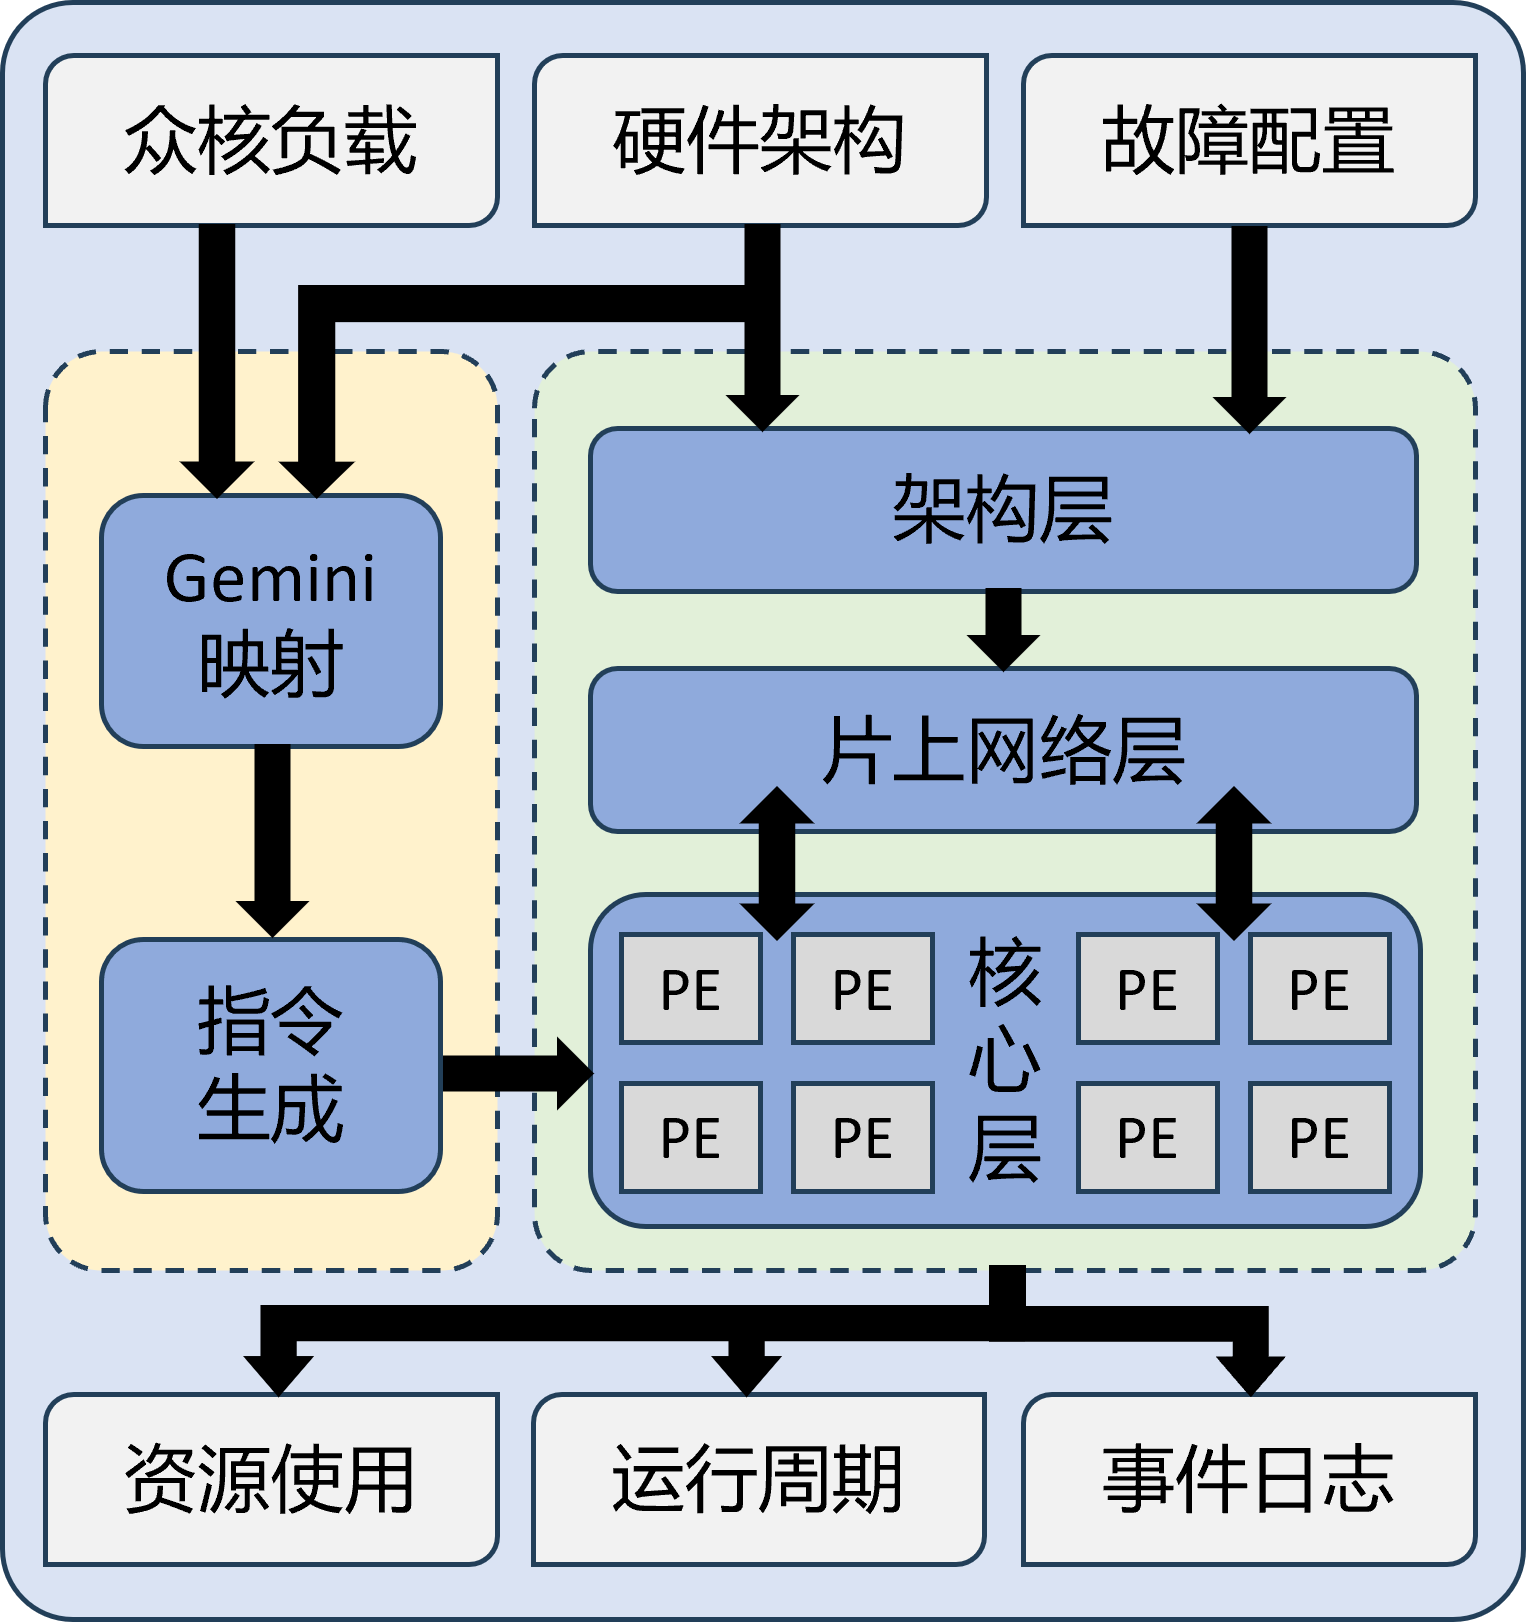 众核负载
硬件架构
故障配置
Gemini
映射
指令
生成
架构层
片上网络层
核
心
层
PE
PE
PE
PE
PE
PE
PE
PE
资源使用
运行周期
事件日志